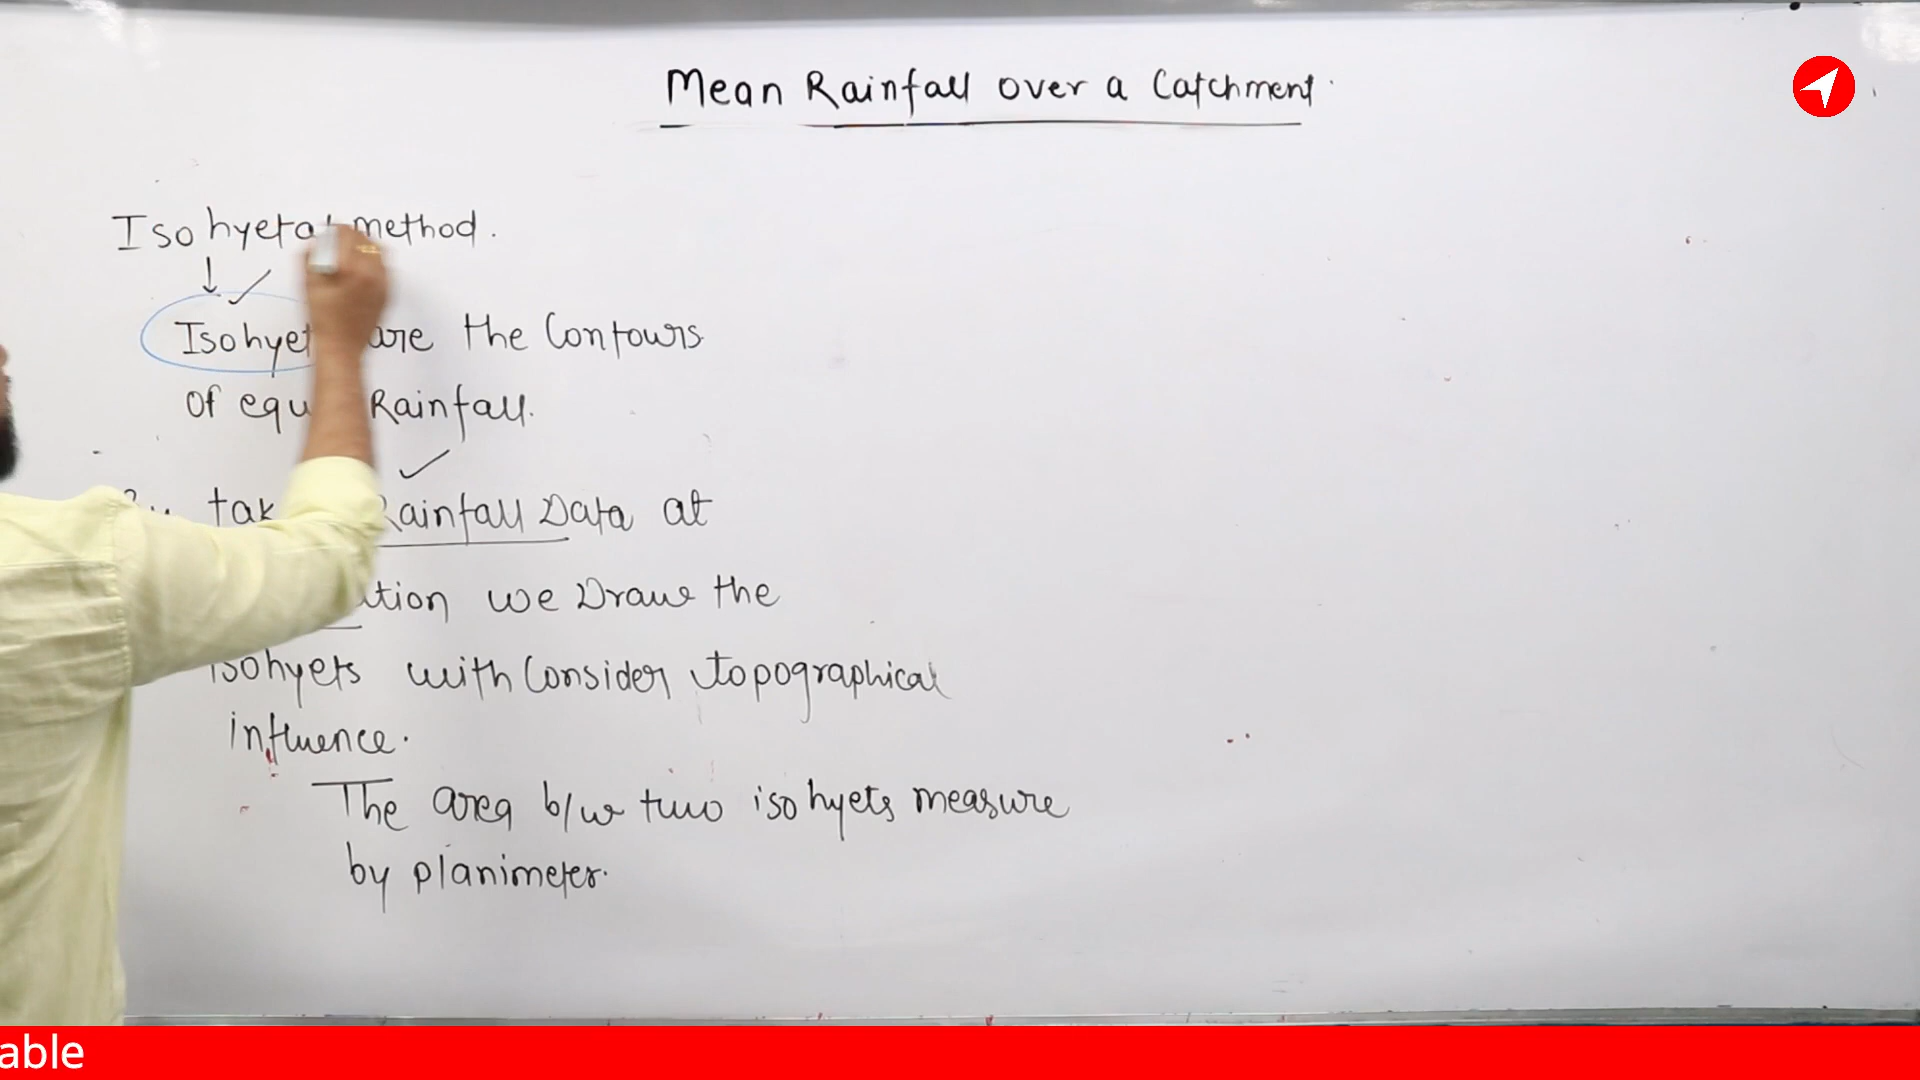 Mean Rainfall over a Catchment.
Isohyetal method.
Isohyet are the Contours
Of equ Rainfall.
tak Rainfall Data at
ation we Draw the
isohyets with Consider topographical
influence.
The area b/w two isohyets measure
by planimeter.
able